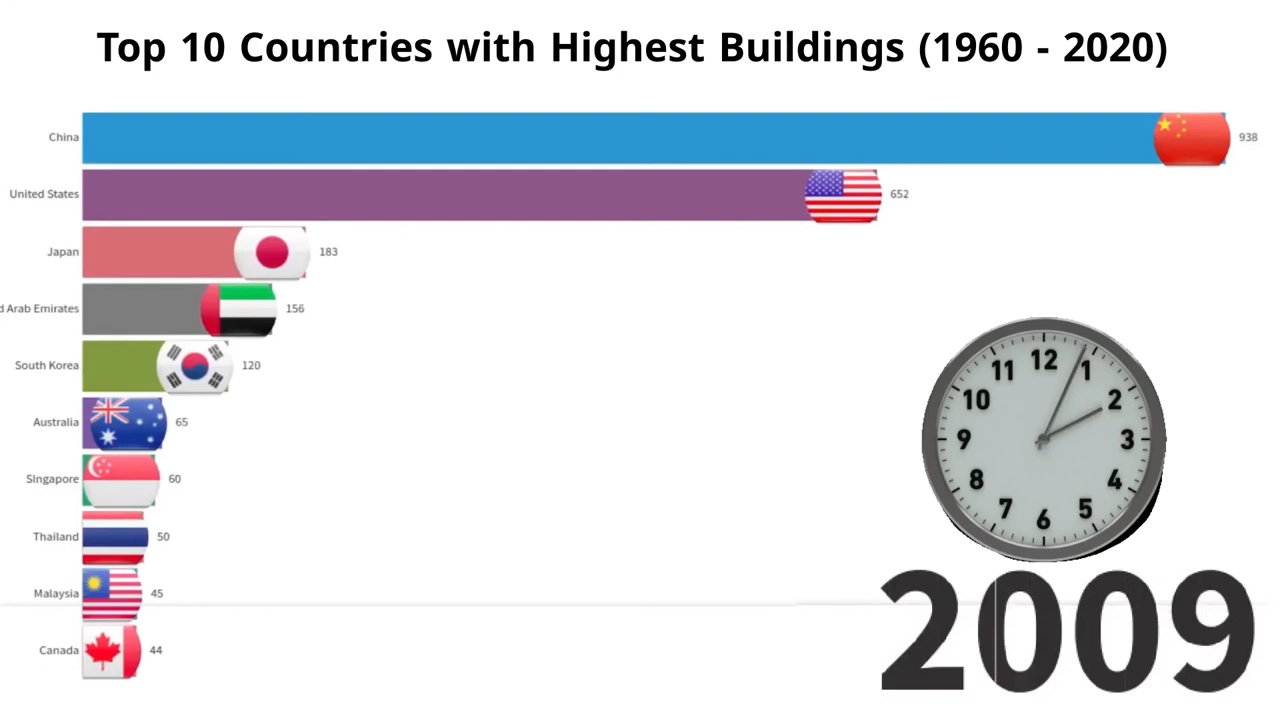 Top 10 Countries with Highest Buildings (1960 - 2020)
China 938
United States 652
Japan 183
d Arab Emirates 156
South Korea 120
Australia 65
SIngapore 60
Thailand 50
Malaysia 45
Canada 44
12
11 1
10 2
9 3
8 4
7 5
6
2009